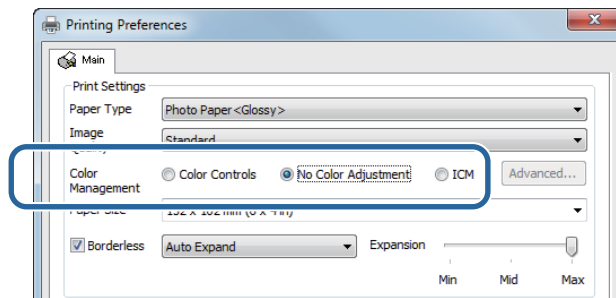 Printing Preferences
Main
Print Settings
Paper Type Photo Paper<Glossy>
Image
Standard
Color Management Color Controls No Color Adjustment ICM Advanced...
Borderless Auto Expand Expansion
Min Mid Max